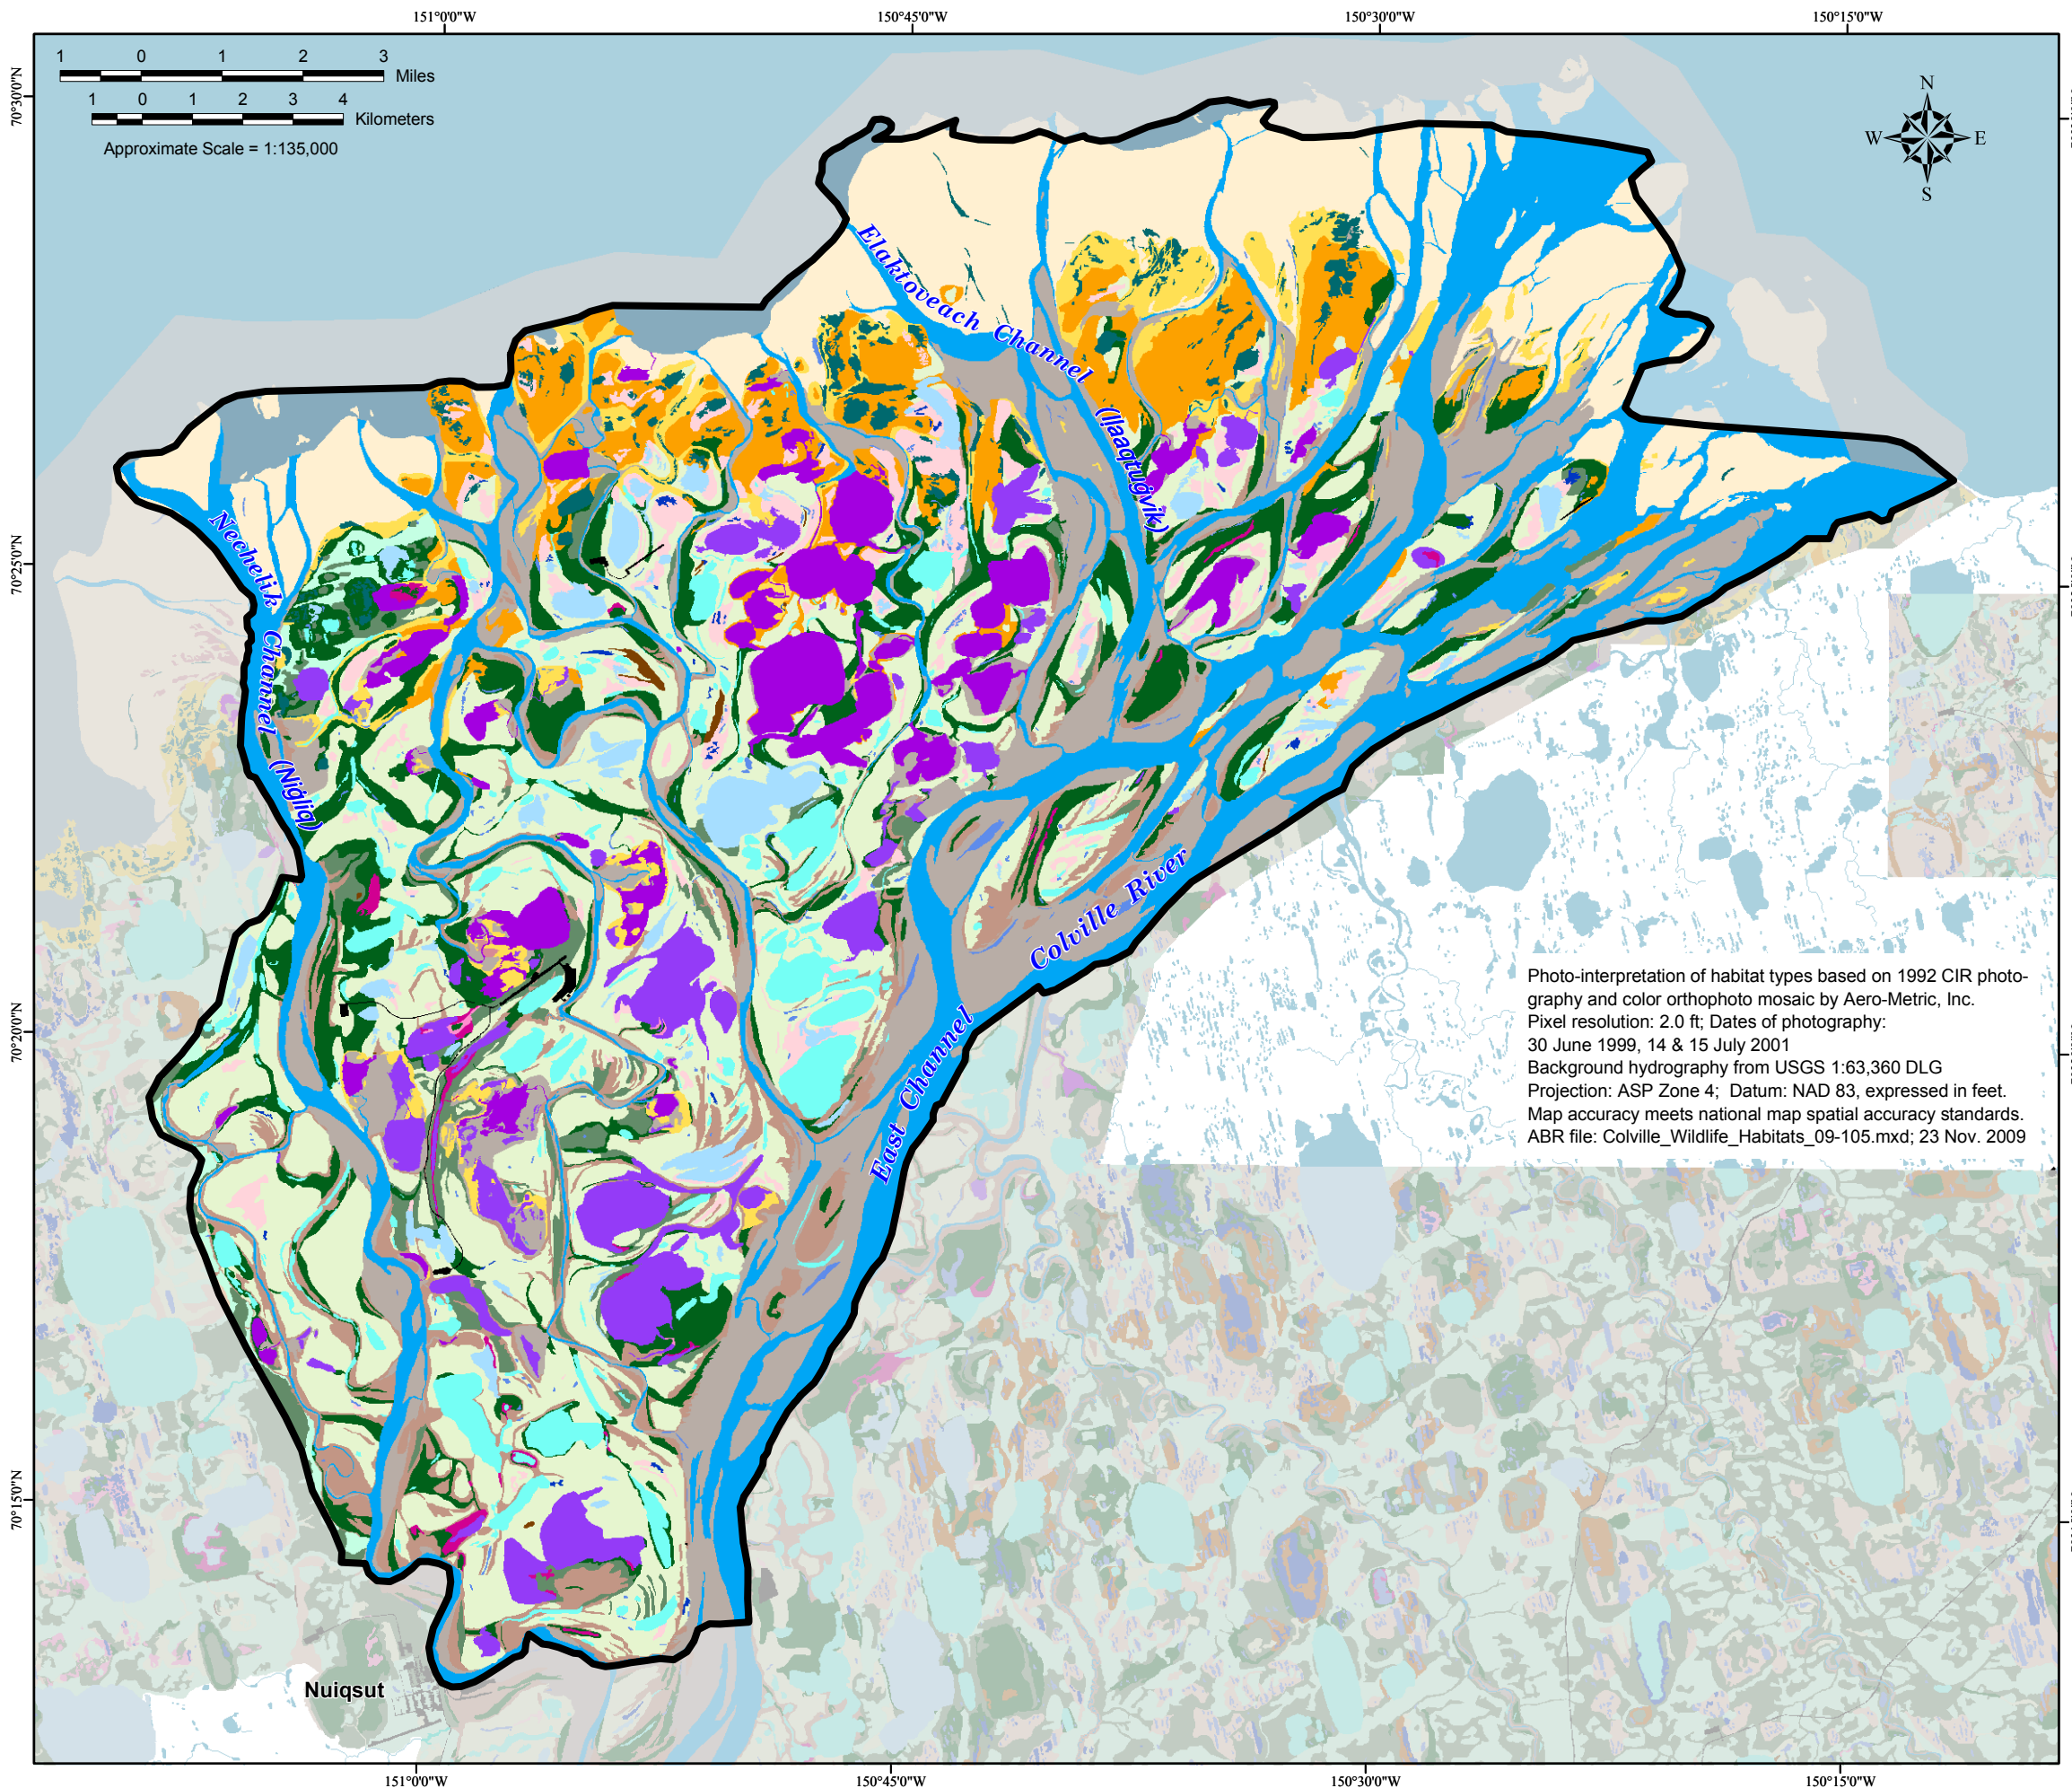 151°0'0"W
150°45'0"W
150°30'0"W
150°15'0"W
1 0 1 2 3
Miles
1 0 1 2 3 4
Kilometers
Approximate Scale = 1:135,000
N
W E
S
70°30'0"N
70°25'0"N
70°20'0"N
70°15'0"N
Elaktoveach Channel
Nechelik Channel
Colville River
East Channel
Photo-interpretation of habitat types based on 1992 CIR photo-
graphy and color orthophoto mosaic by Aero-Metric, Inc.
Pixel resolution: 2.0 ft; Dates of photography:
30 June 1999, 14 & 15 July 2001
Background hydrography from USGS 1:63,360 DLG
Projection: ASP Zone 4; Datum: NAD 83, expressed in feet.
Map accuracy meets national map spatial accuracy standards.
ABR file: Colville_Wildlife_Habitats_09-105.mxd; 23 Nov. 2009
Nuiqsut
151°0'0"W
150°45'0"W
150°30'0"W
150°15'0"W